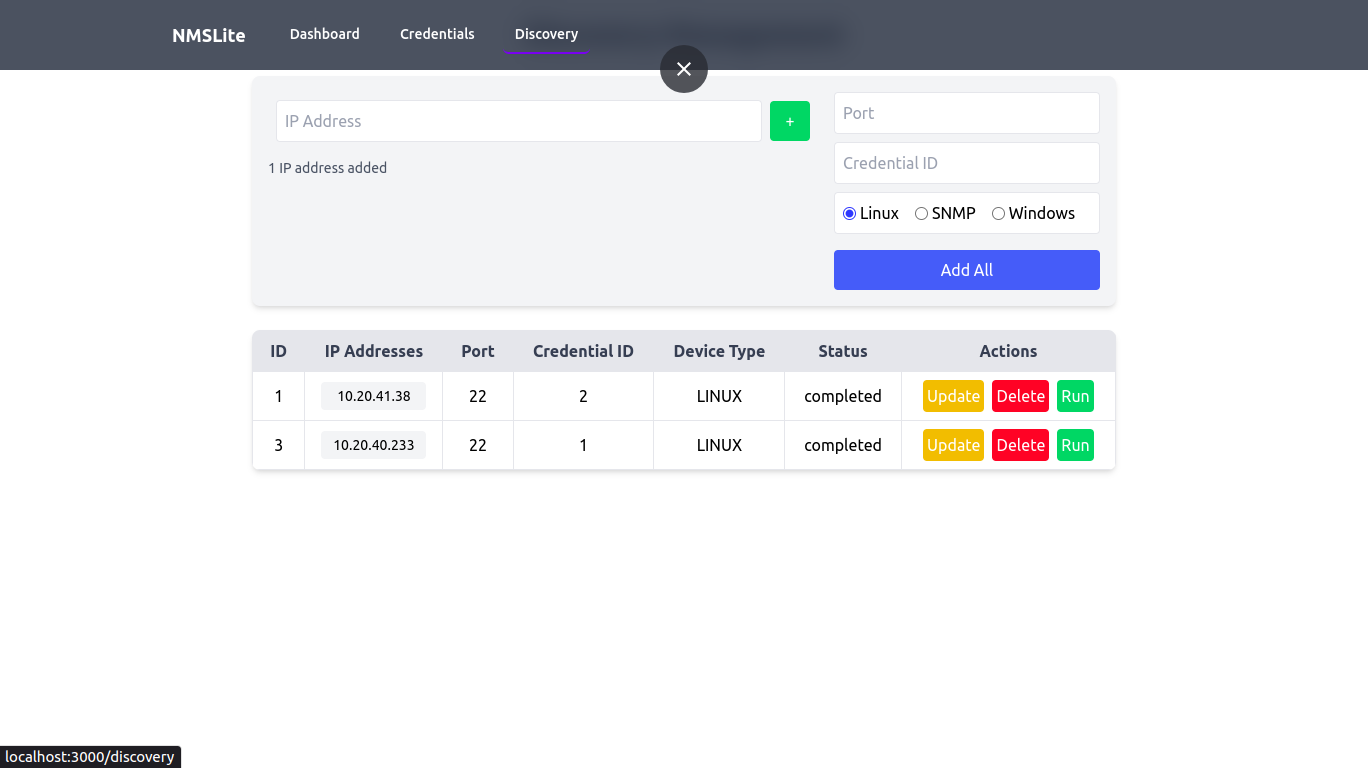 NMSLite Dashboard Credentials Discovery
IP Address + Port
1 IP address added
Credential ID
Linux SNMP Windows
Add All
ID IP Addresses Port Credential ID Device Type Status Actions
1 10.20.41.38 22 2 LINUX completed Update Delete Run
3 10.20.40.233 22 1 LINUX completed Update Delete Run
localhost:3000/discovery